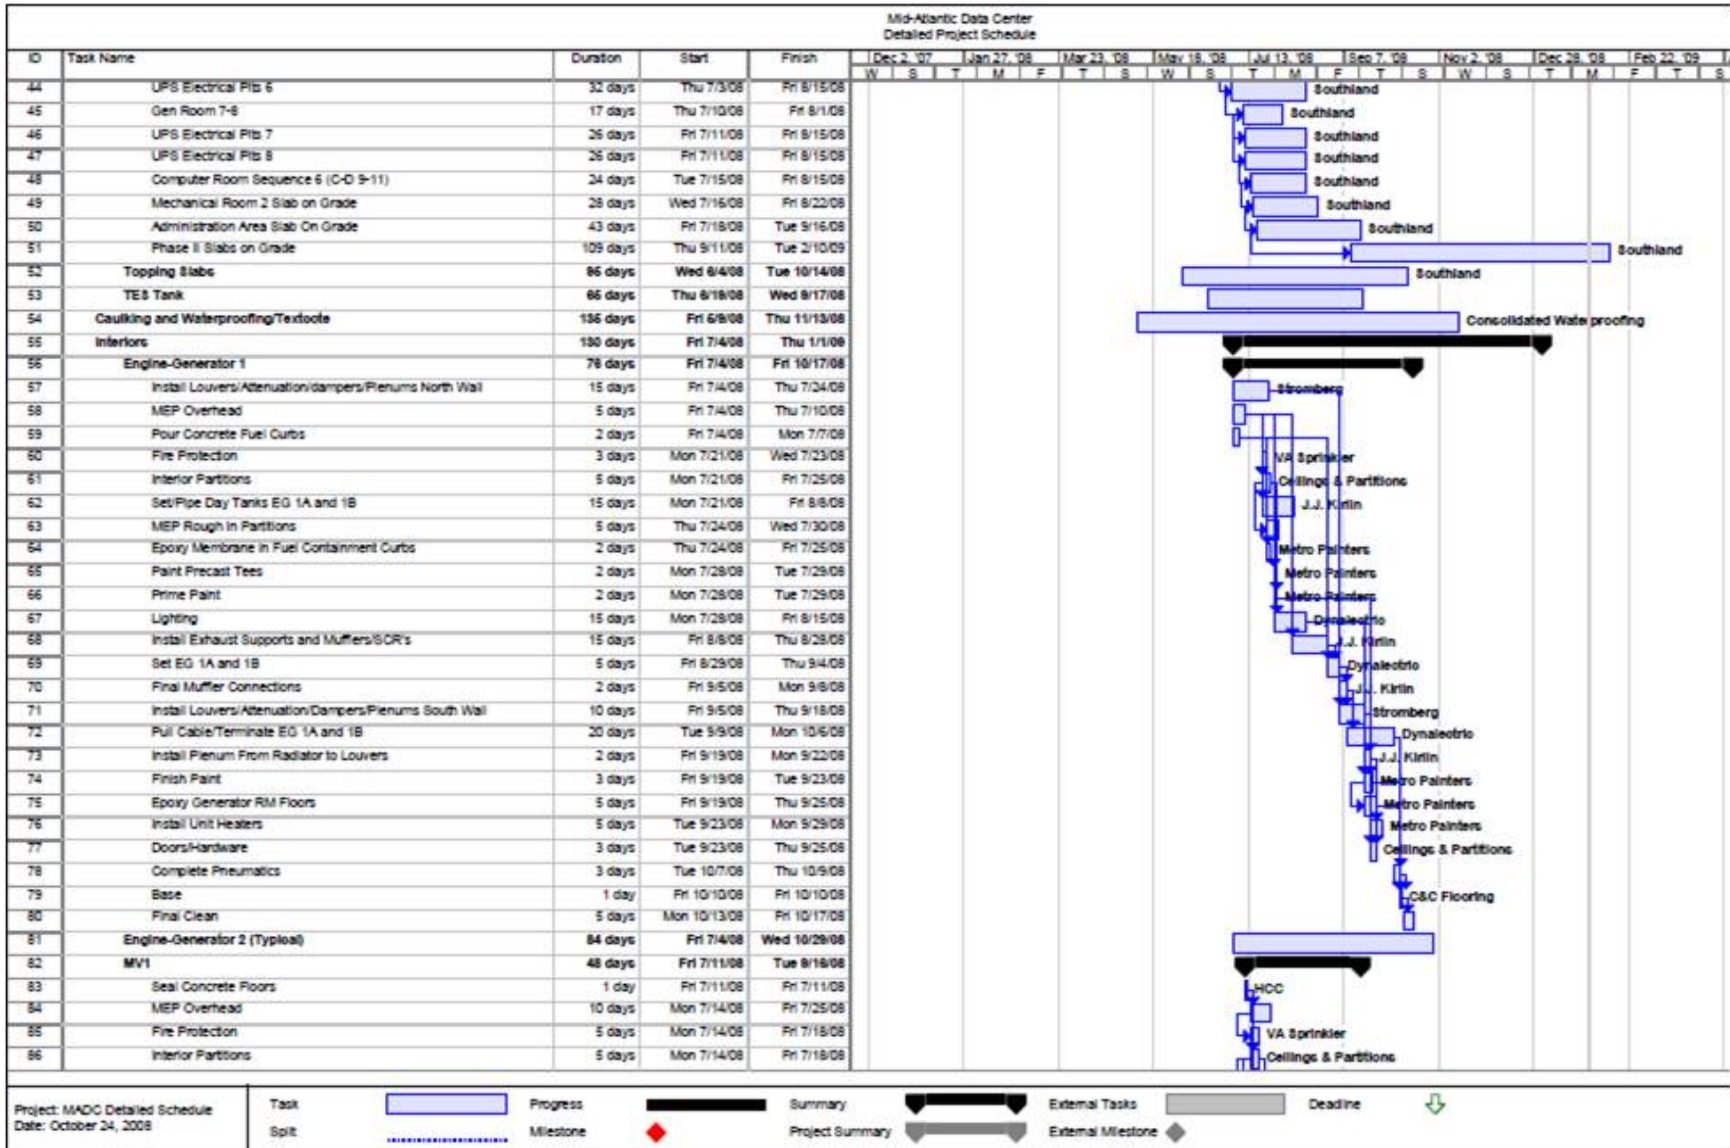 Mid-Atlantic Data Center
Detailed Project Schedule
ID Task Name Duration Start Finish Dec 2, '07 Jan 27, '08 Mar 23, '08 May 18, '08 Jul 13, '08 Sep 7, '08 Nov 2, '08 Dec 28, '08 Feb 22, '09
W S T M F T S W S T M F T S W S T M F T S
44 UPS Electrical Pits 6 32 days Thu 7/3/08 Fri 8/15/08 Southland
45 Gen Room 7-8 17 days Thu 7/10/08 Fri 8/1/08 Southland
46 UPS Electrical Pits 7 26 days Fri 7/11/08 Fri 8/15/08 Southland
47 UPS Electrical Pits 8 26 days Fri 7/11/08 Fri 8/15/08 Southland
48 Computer Room Sequence 6 (C-D 9-11) 24 days Tue 7/15/08 Fri 8/15/08 Southland
49 Mechanical Room 2 Slab on Grade 28 days Wed 7/16/08 Fri 8/22/08 Southland
50 Administration Area Slab On Grade 43 days Fri 7/18/08 Tue 9/16/08 Southland
51 Phase II Slabs on Grade 109 days Thu 9/11/08 Tue 2/10/09 Southland
52 Topping Slabs 95 days Wed 6/4/08 Tue 10/14/08 Southland
53 TES Tank 65 days Thu 6/19/08 Wed 9/17/08
54 Caulking and Waterproofing/Textcote 135 days Fri Thu 11/13/08 Consolidated Waterproofing
55 Interiors 130 days Fri 7/4/08 Thu 1/1/09
56 Engine-Generator 1 76 days Fri 7/4/08 Fri 10/17/08
57 Install Louvers/Attenuation/dampers/Plenums North Wall 15 days Fri 7/4/08 Thu 7/24/08 Stromberg
58 MEP Overhead 5 days Fri 7/4/08 Thu 7/10/08
59 Pour Concrete Fuel Curbs 2 days Fri 7/4/08 Mon 7/7/08
60 Fire Protection 3 days Mon 7/21/08 Wed 7/23/08 VA Sprinkler
61 Interior Partitions 5 days Mon 7/21/08 Fri 7/25/08 Ceilings & Partitions
62 Set/Pipe Day Tanks EG 1A and 1B 15 days Mon 7/21/08 Fri 8/8/08 J.J. Kirlin
63 MEP Rough In Partitions 5 days Thu 7/24/08 Wed 7/30/08
64 Epoxy Membrane in Fuel Containment Curbs 2 days Thu 7/24/08 Fri 7/25/08 Metro Painters
65 Paint Precast Tees 2 days Mon 7/28/08 Tue 7/29/08 Metro Painters
66 Prime Paint 2 days Mon 7/28/08 Tue 7/29/08 Metro Painters
67 Lighting 15 days Mon 7/28/08 Fri 8/15/08 Dynalectric
68 Install Exhaust Supports and Mufflers/SCR's 15 days Fri 8/8/08 Thu 8/28/08 J.J. Kirlin
69 Set EG 1A and 1B 5 days Fri 8/29/08 Thu 9/4/08 Dynalectric
70 Final Muffler Connections 2 days Fri 9/5/08 Mon 9/8/08 J.J. Kirlin
71 Install Louvers/Attenuation/Dampers/Plenums South Wall 10 days Fri 9/5/08 Thu 9/18/08 Stromberg
72 Pull Cable/Terminate EG 1A and 1B 20 days Tue 9/9/08 Mon 10/6/08 Dynalectric
73 Install Plenum From Radiator to Louvers 2 days Fri 9/19/08 Mon 9/22/08 J.J. Kirlin
74 Finish Paint 3 days Fri 9/19/08 Tue 9/23/08 Metro Painters
75 Epoxy Generator RM Floors 5 days Fri 9/19/08 Thu 9/25/08 Metro Painters
76 Install Unit Heaters 5 days Tue 9/23/08 Mon 9/29/08 Metro Painters
77 Doors/Hardware 3 days Tue 9/23/08 Thu 9/25/08 Ceilings & Partitions
78 Complete Pneumatics 3 days Tue 10/7/08 Thu 10/9/08
79 Base 1 day Fri 10/10/08 Fri 10/10/08 C&C Flooring
80 Final Clean 5 days Mon 10/13/08 Fri 10/17/08
81 Engine-Generator 2 (Typical) 84 days Fri 7/4/08 Wed 10/29/08
82 MV1 48 days Fri 7/11/08 Tue 9/16/08
83 Seal Concrete Floors 1 day Fri 7/11/08 Fri 7/11/08 HCC
84 MEP Overhead 10 days Mon 7/14/08 Fri 7/25/08
85 Fire Protection 5 days Mon 7/14/08 Fri 7/18/08 VA Sprinkler
86 Interior Partitions 5 days Mon 7/14/08 Fri 7/18/08 Ceilings & Partitions
Project: MADC Detailed Schedule Task Progress Summary External Tasks Deadline
Date: October 24, 2008 Split Milestone Project Summary External Milestone